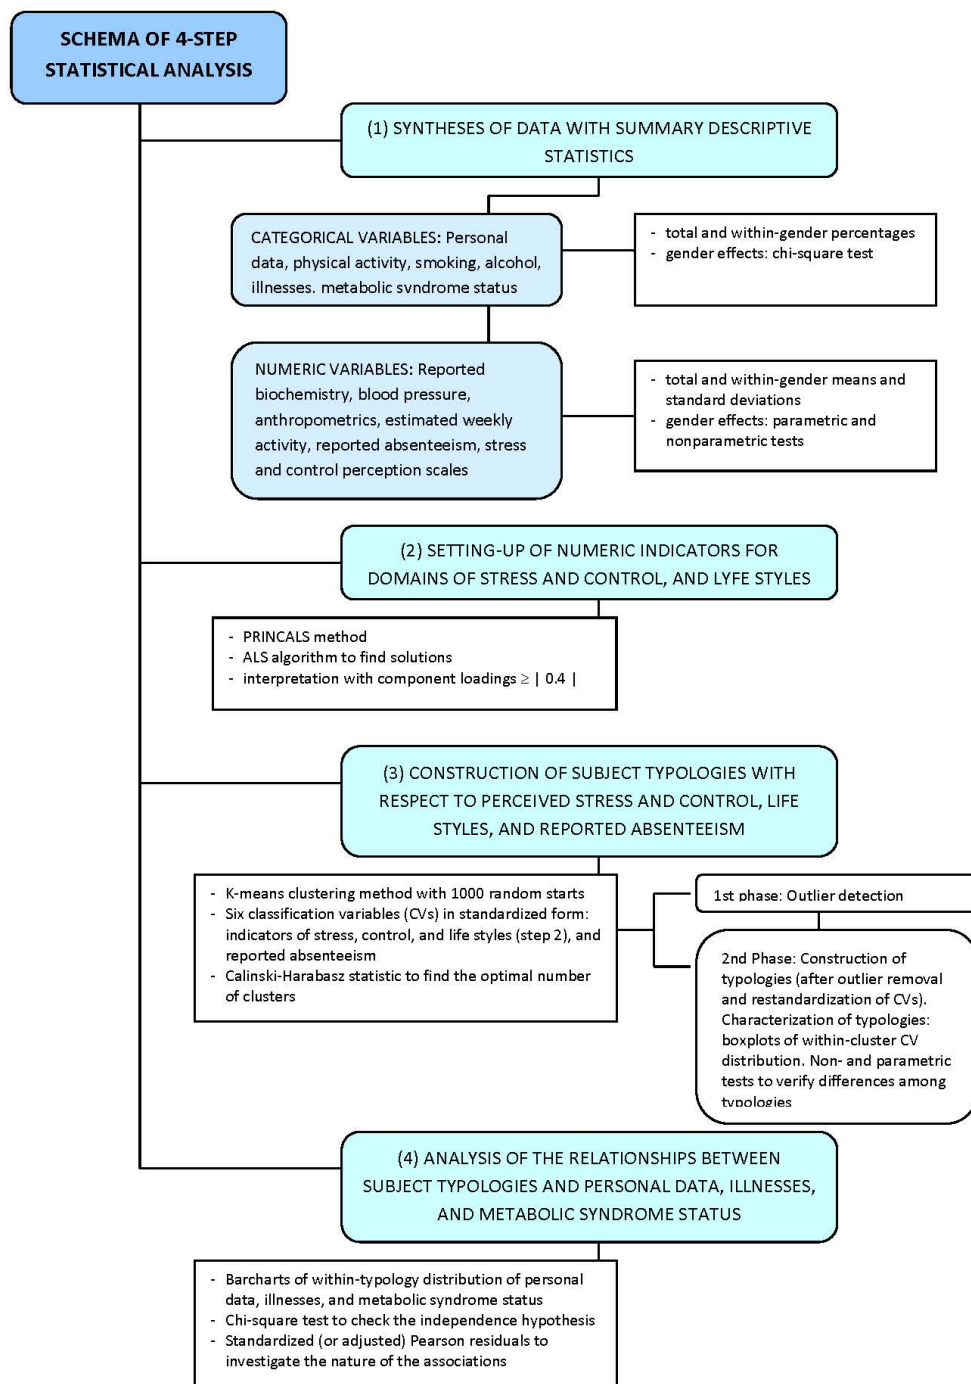 SCHEMA OF 4-STEP
STATISTICAL ANALYSIS
(1) SYNTHESES OF DATA WITH SUMMARY DESCRIPTIVE
STATISTICS
CATEGORICAL VARIABLES: Personal
data, physical activity, smoking, alcohol,
illnesses. metabolic syndrome status
- total and within-gender percentages
- gender effects: chi-square test
NUMERIC VARIABLES: Reported
biochemistry, blood pressure,
anthropometrics, estimated weekly
activity, reported absenteeism, stress
and control perception scales
- total and within-gender means and
standard deviations
- gender effects: parametric and
nonparametric tests
(2) SETTING-UP OF NUMERIC INDICATORS FOR
DOMAINS OF STRESS AND CONTROL, AND LYFE STYLES
- PRINCALS method
- ALS algorithm to find solutions
- interpretation with component loadings ≥ | 0.4 |
(3) CONSTRUCTION OF SUBJECT TYPOLOGIES WITH
RESPECT TO PERCEIVED STRESS AND CONTROL, LIFE
STYLES, AND REPORTED ABSENTEEISM
- K-means clustering method with 1000 random starts
- Six classification variables (CVs) in standardized form:
indicators of stress, control, and life styles (step 2), and
reported absenteeism
- Calinski-Harabasz statistic to find the optimal number
of clusters
1st phase: Outlier detection
2nd Phase: Construction of
typologies (after outlier removal
and restandardization of CVs).
Characterization of typologies:
boxplots of within-cluster CV
distribution. Non- and parametric
tests to verify differences among
typologies
(4) ANALYSIS OF THE RELATIONSHIPS BETWEEN
SUBJECT TYPOLOGIES AND PERSONAL DATA, ILLNESSES,
AND METABOLIC SYNDROME STATUS
- Barcharts of within-typology distribution of personal
data, illnesses, and metabolic syndrome status
- Chi-square test to check the independence hypothesis
- Standardized (or adjusted) Pearson residuals to
investigate the nature of the associations